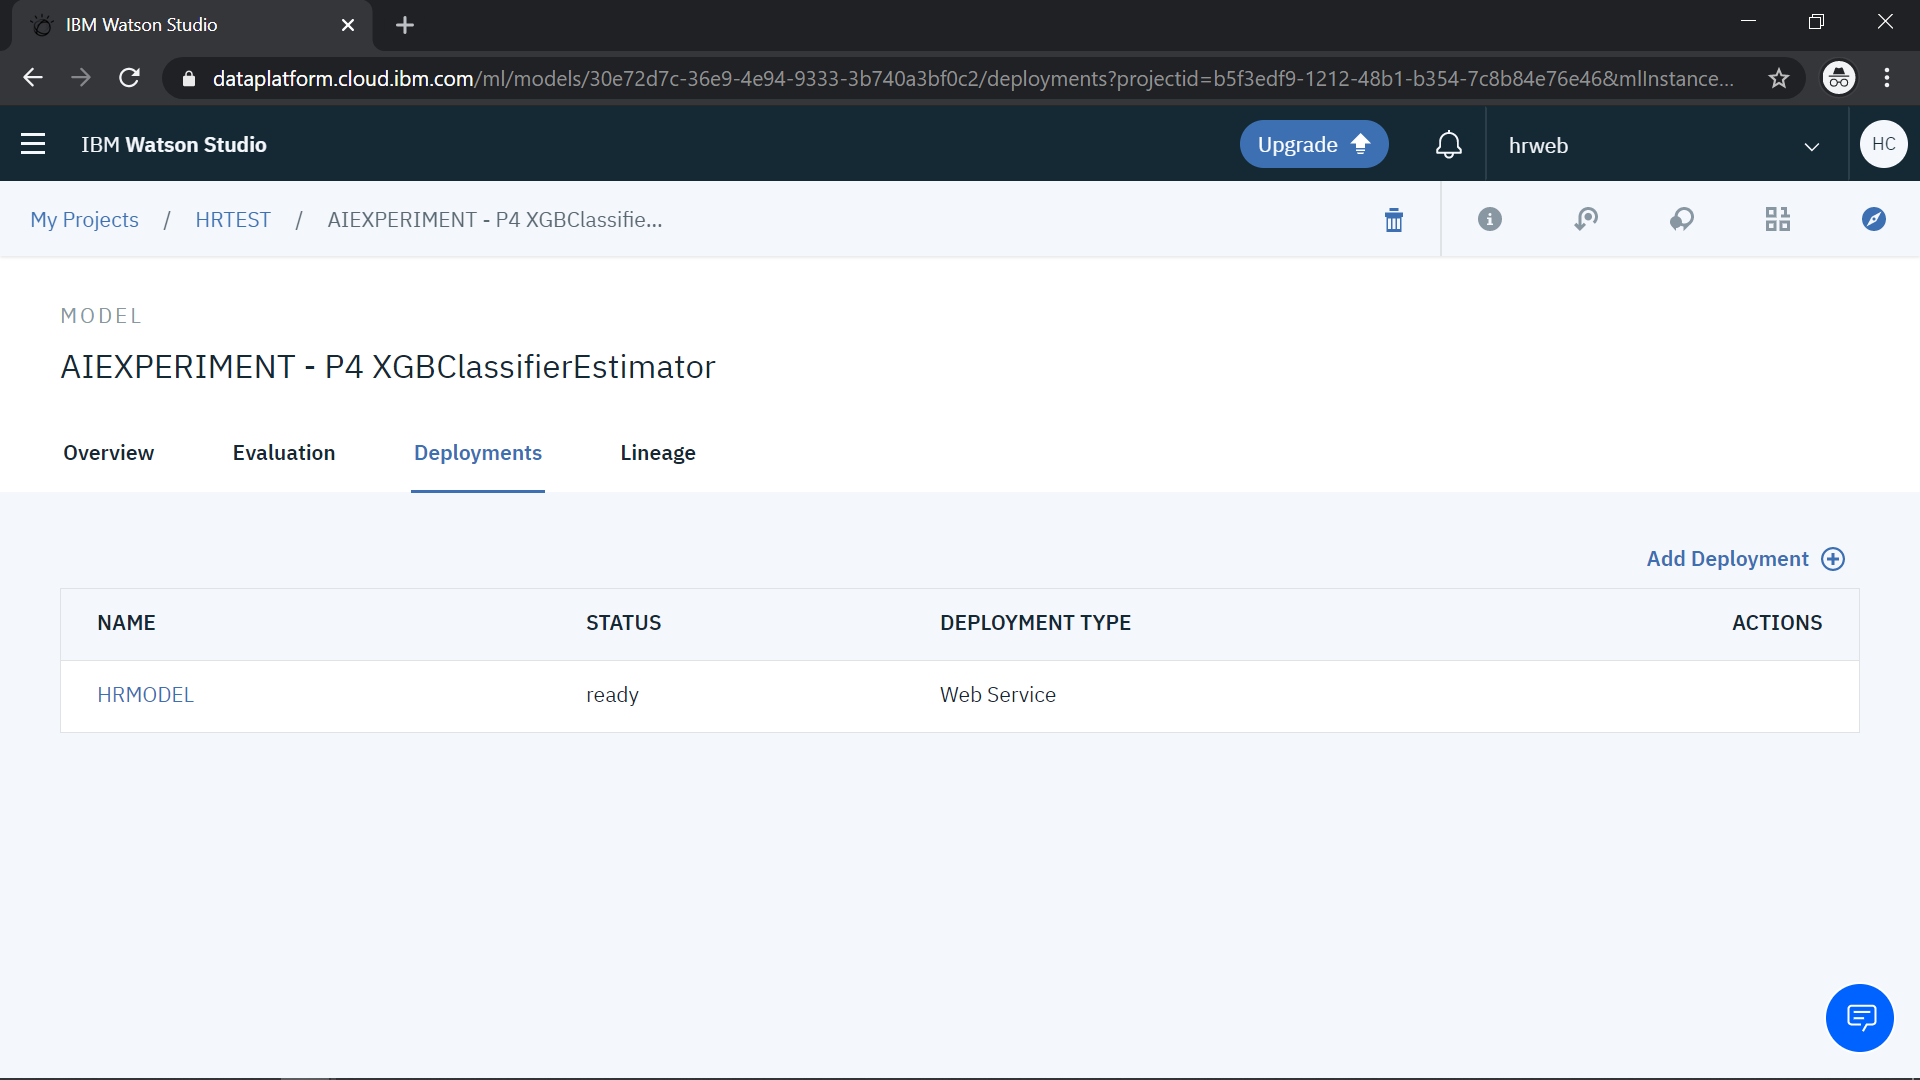 IBM Watson Studio
dataplatform.cloud.ibm.com/ml/models/30e72d7c-36e9-4e94-9333-3b740a3bf0c2/deployments?projectid=b5f3edf9-1212-48b1-b354-7c8b84e76e46&mlInstance...
IBM Watson Studio
Upgrade
hrweb
HC
My Projects / HRTEST / AIEXPERIMENT - P4 XGBClassifie...
MODEL
AIEXPERIMENT - P4 XGBClassifierEstimator
Overview Evaluation Deployments Lineage
Add Deployment
NAME STATUS DEPLOYMENT TYPE ACTIONS
HRMODEL ready Web Service